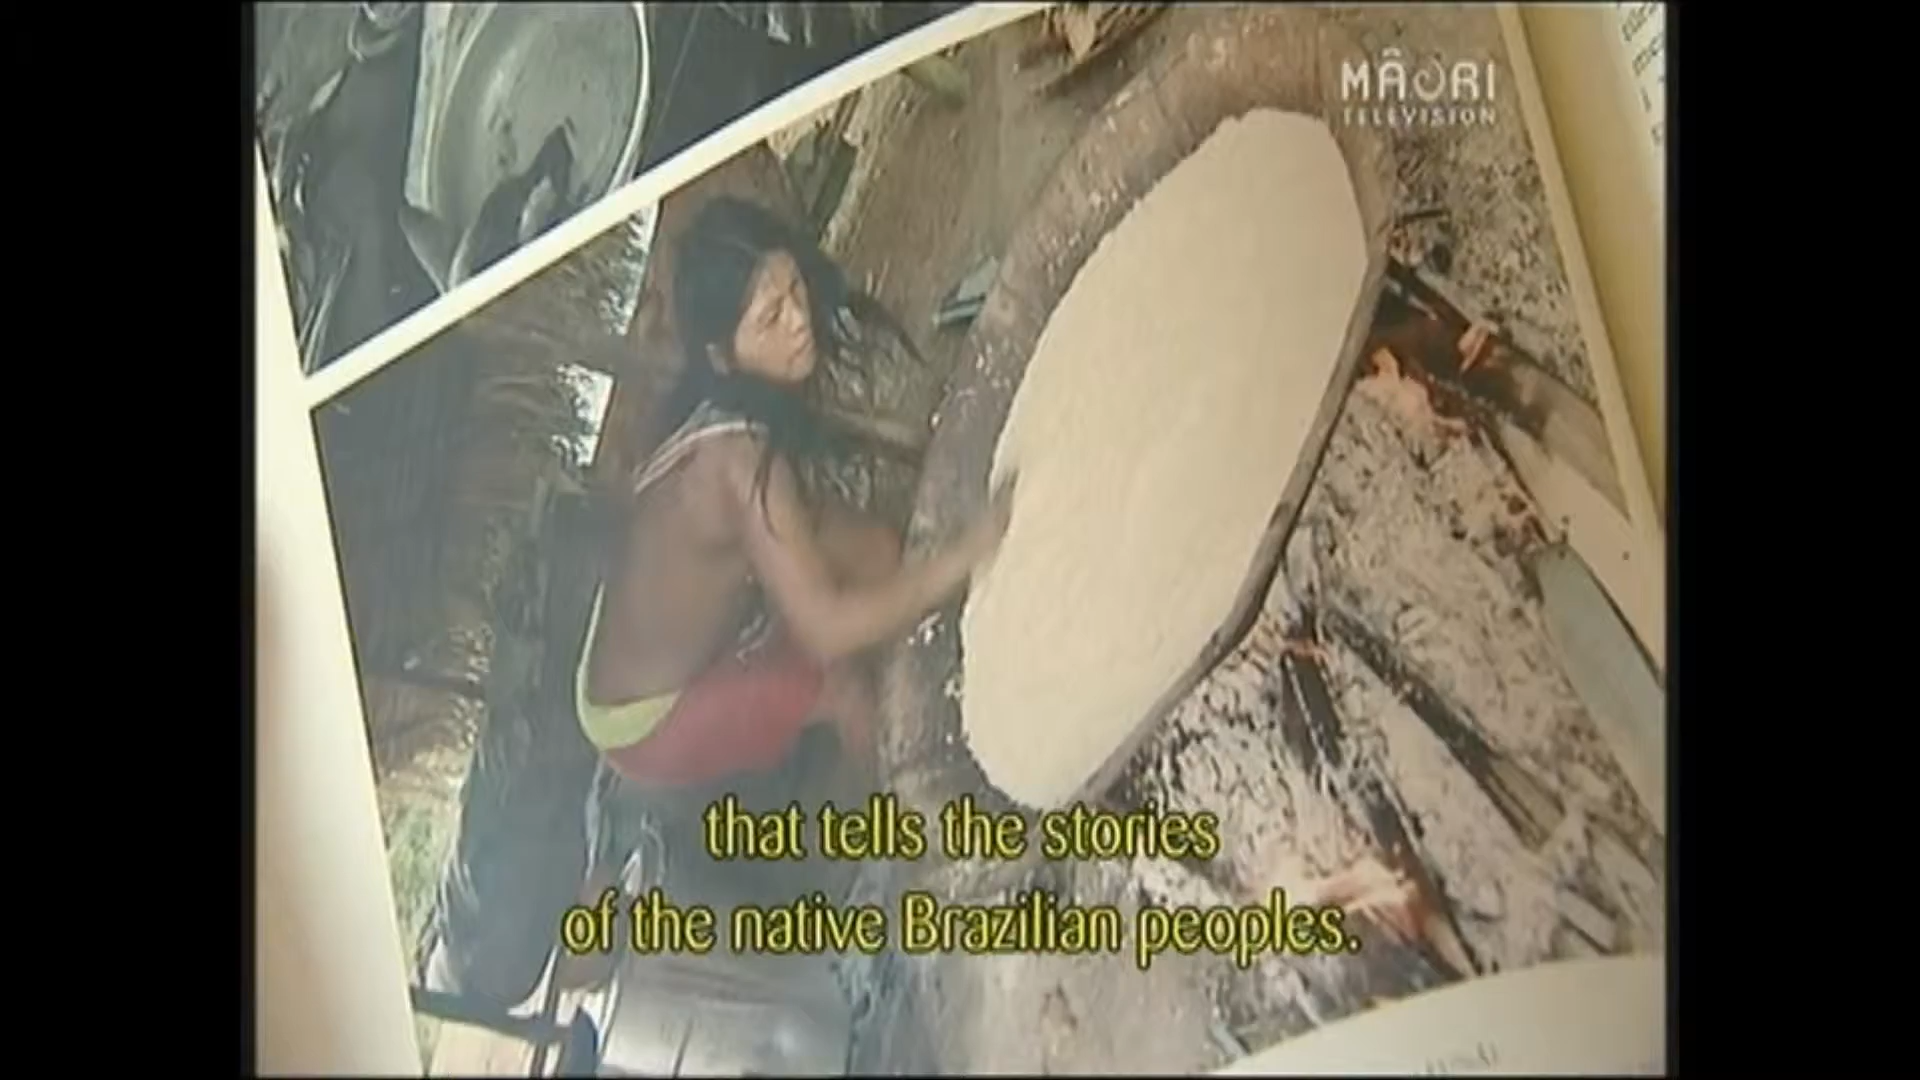 MĀORI
TELEVISION
that tells the stories
of the native Brazilian peoples.